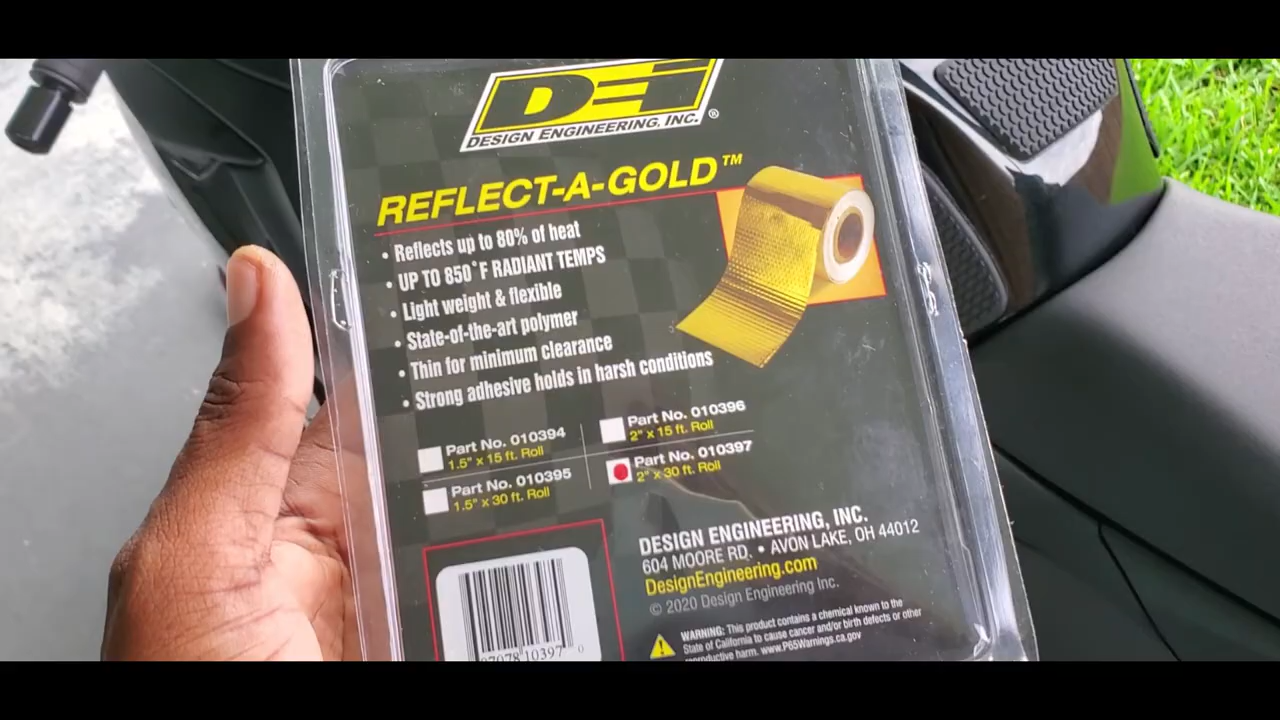 DEi
DESIGN ENGINEERING, INC.®
REFLECT-A-GOLD™
• Reflects up to 80% of heat
• UP TO 850°F RADIANT TEMPS
• Light weight & flexible
• State-of-the-art polymer
• Thin for minimum clearance
• Strong adhesive holds in harsh conditions
Part No. 010394
1.5" x 15 ft. Roll
Part No. 010395
1.5" x 30 ft. Roll
Part No. 010396
2" x 15 ft. Roll
Part No. 010397
2" x 30 ft. Roll
DESIGN ENGINEERING, INC.
604 MOORE RD. • AVON LAKE, OH 44012
DesignEngineering.com
© 2020 Design Engineering Inc.
WARNING: This product contains a chemical known to the
State of California to cause cancer and/or birth defects or other
reproductive harm. www.P65Warnings.ca.gov
10397 0